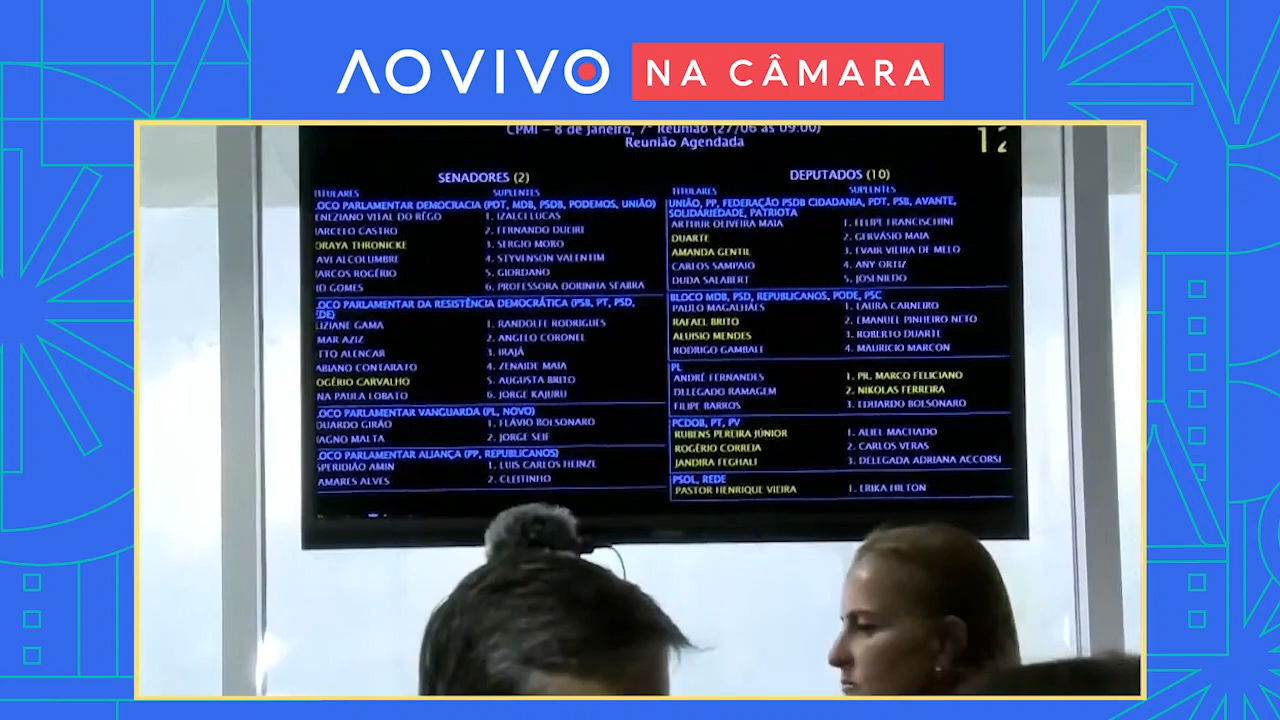 AO VIVO NA CÂMARA
CPMI - 8 de Janeiro, 7ª Reunião (27/06 às 09:00)
Reunião Agendada
12
SENADORES (2)
TITULARES SUPLENTES
LOCO PARLAMENTAR DEMOCRACIA (PDT, MDB, PSDB, PODEMOS, UNIÃO)
ENEZIANO VITAL DO RÊGO 1. IZALCI LUCAS
ARCELO CASTRO 2. FERNANDO DUEIRE
ORAYA THRONICKE 3. SERGIO MORO
AVI ALCOLUMBRE 4. STYVENSON VALENTIM
ARCOS ROGÉRIO 5. GIORDANO
GOMES 6. PROFESSORA DORINHA SEABRA
OCO PARLAMENTAR DA RESISTÊNCIA DEMOCRÁTICA (PSB, PT, PSD,
EDE)
LIZIANE GAMA 1. RANDOLFE RODRIGUES
MAR AZIZ 2. ANGELO CORONEL
TTO ALENCAR 3. IRAJÁ
ABIANO CONTARATO 4. ZENAIDE MAIA
OGÉRIO CARVALHO 5. AUGUSTA BRITO
NA PAULA LOBATO 6. JORGE KAJURU
OCO PARLAMENTAR VANGUARDA (PL, NOVO)
DUARDO GIRÃO 1. FLÁVIO BOLSONARO
AGNO MALTA 2. JORGE SEIF
OCO PARLAMENTAR ALIANÇA (PP, REPUBLICANOS)
SPERIDIÃO AMIN 1. LUIS CARLOS HEINZE
AMARES ALVES 2. CLEITINHO
DEPUTADOS (10)
TITULARES SUPLENTES
UNIÃO, PP, FEDERAÇÃO PSDB CIDADANIA, PDT, PSB, AVANTE,
SOLIDARIEDADE, PATRIOTA
ARTHUR OLIVEIRA MAIA 1. FELIPE FRANCISCHINI
DUARTE 2. GERVÁSIO MAIA
AMANDA GENTIL 3. EVAIR VIEIRA DE MELO
CARLOS SAMPAIO 4. ANY ORTIZ
DUDA SALABERT 5. JOSENILDO
BLOCO MDB, PSD, REPUBLICANOS, PODE, PSC
PAULO MAGALHÃES 1. LAURA CARNEIRO
RAFAEL BRITO 2. EMANUEL PINHEIRO NETO
ALUISIO MENDES 3. ROBERTO DUARTE
RODRIGO GAMBALE 4. MAURICIO MARCON
PL
ANDRÉ FERNANDES 1. PR. MARCO FELICIANO
DELEGADO RAMAGEM 2. NIKOLAS FERREIRA
FILIPE BARROS 3. EDUARDO BOLSONARO
PCDOB, PT, PV
RUBENS PEREIRA JÚNIOR 1. ALIEL MACHADO
ROGÉRIO CORREIA 2. CARLOS VERAS
JANDIRA FEGHALI 3. DELEGADA ADRIANA ACCORSI
PSOL, REDE
PASTOR HENRIQUE VIEIRA 1. ERIKA HILTON